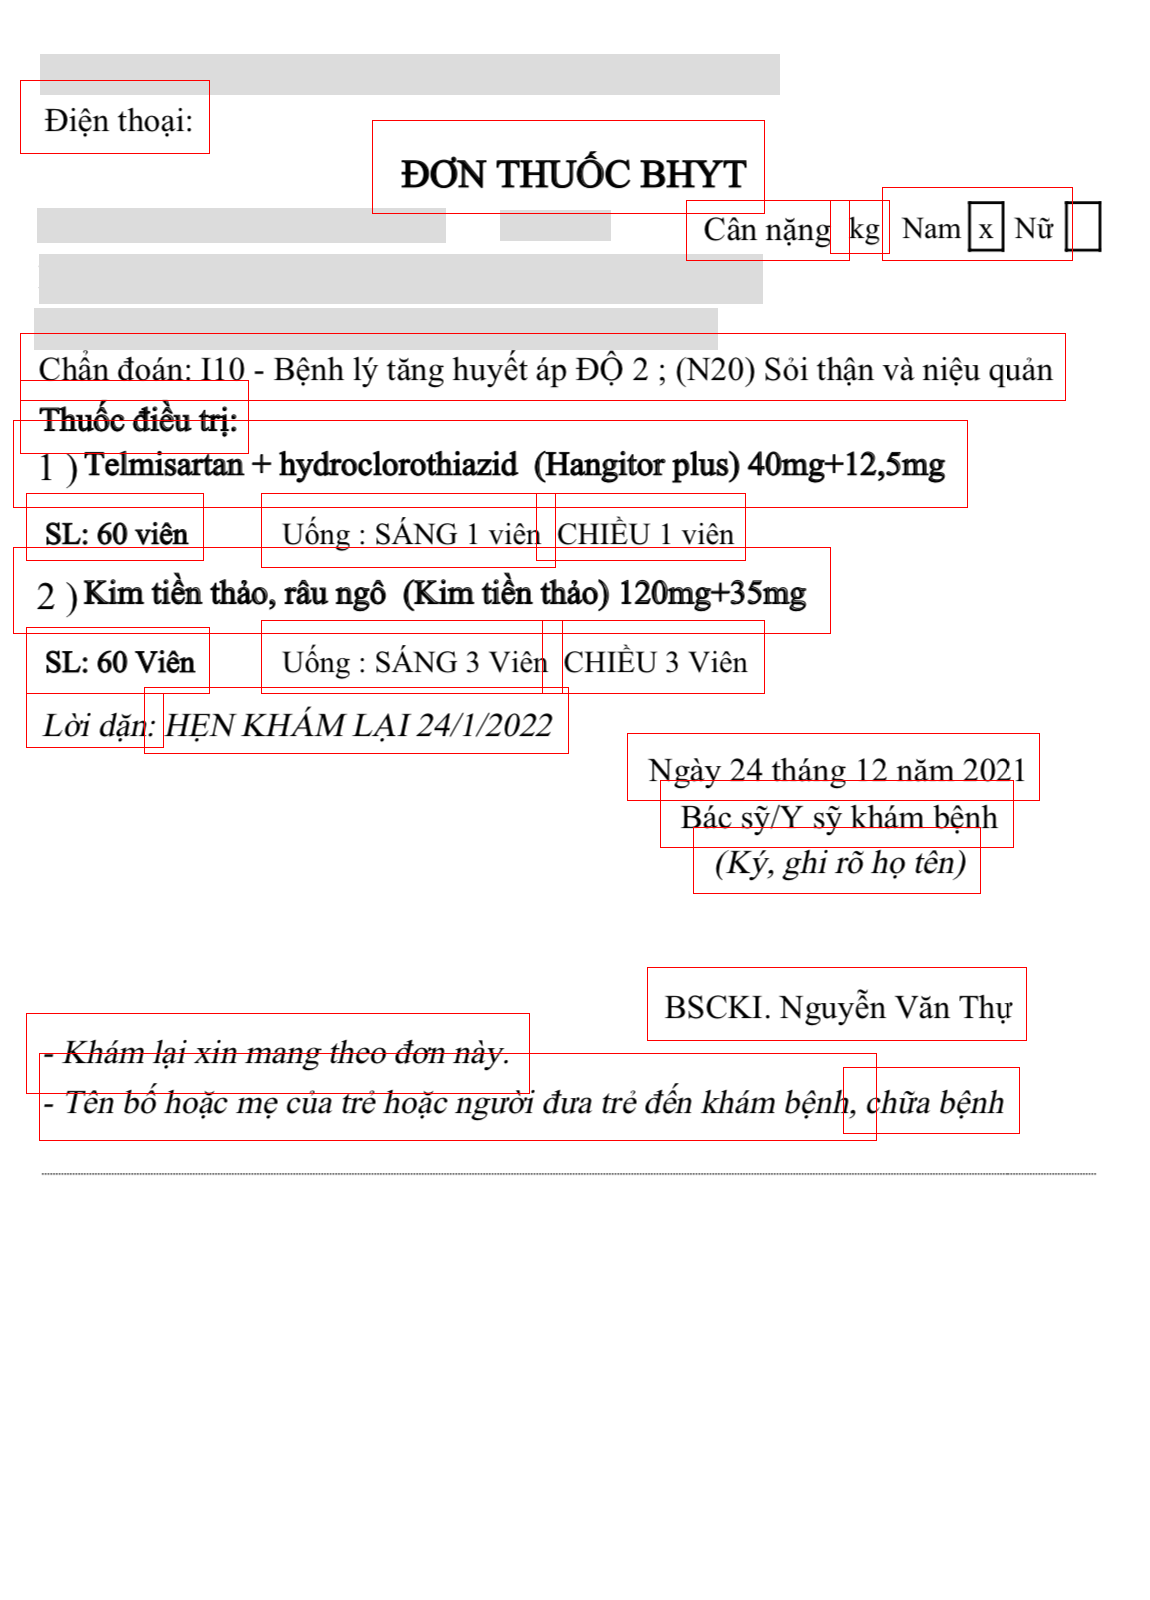 Điện thoại:
ĐƠN THUỐC BHYT
Cân nặng kg Nam x Nữ
Chẩn đoán: I10 - Bệnh lý tăng huyết áp ĐỘ 2 ; (N20) Sỏi thận và niệu quản
Thuốc điều trị:
1 ) Telmisartan + hydroclorothiazid (Hangitor plus) 40mg+12,5mg
SL: 60 viên Uống : SÁNG 1 viên CHIỀU 1 viên
2 ) Kim tiền thảo, râu ngô (Kim tiền thảo) 120mg+35mg
SL: 60 Viên Uống : SÁNG 3 Viên CHIỀU 3 Viên
Lời dặn: HẸN KHÁM LẠI 24/1/2022
Ngày 24 tháng 12 năm 2021
Bác sỹ/Y sỹ khám bệnh
(Ký, ghi rõ họ tên)
BSCKI. Nguyễn Văn Thự
- Khám lại xin mang theo đơn này.
- Tên bố hoặc mẹ của trẻ hoặc người đưa trẻ đến khám bệnh, chữa bệnh